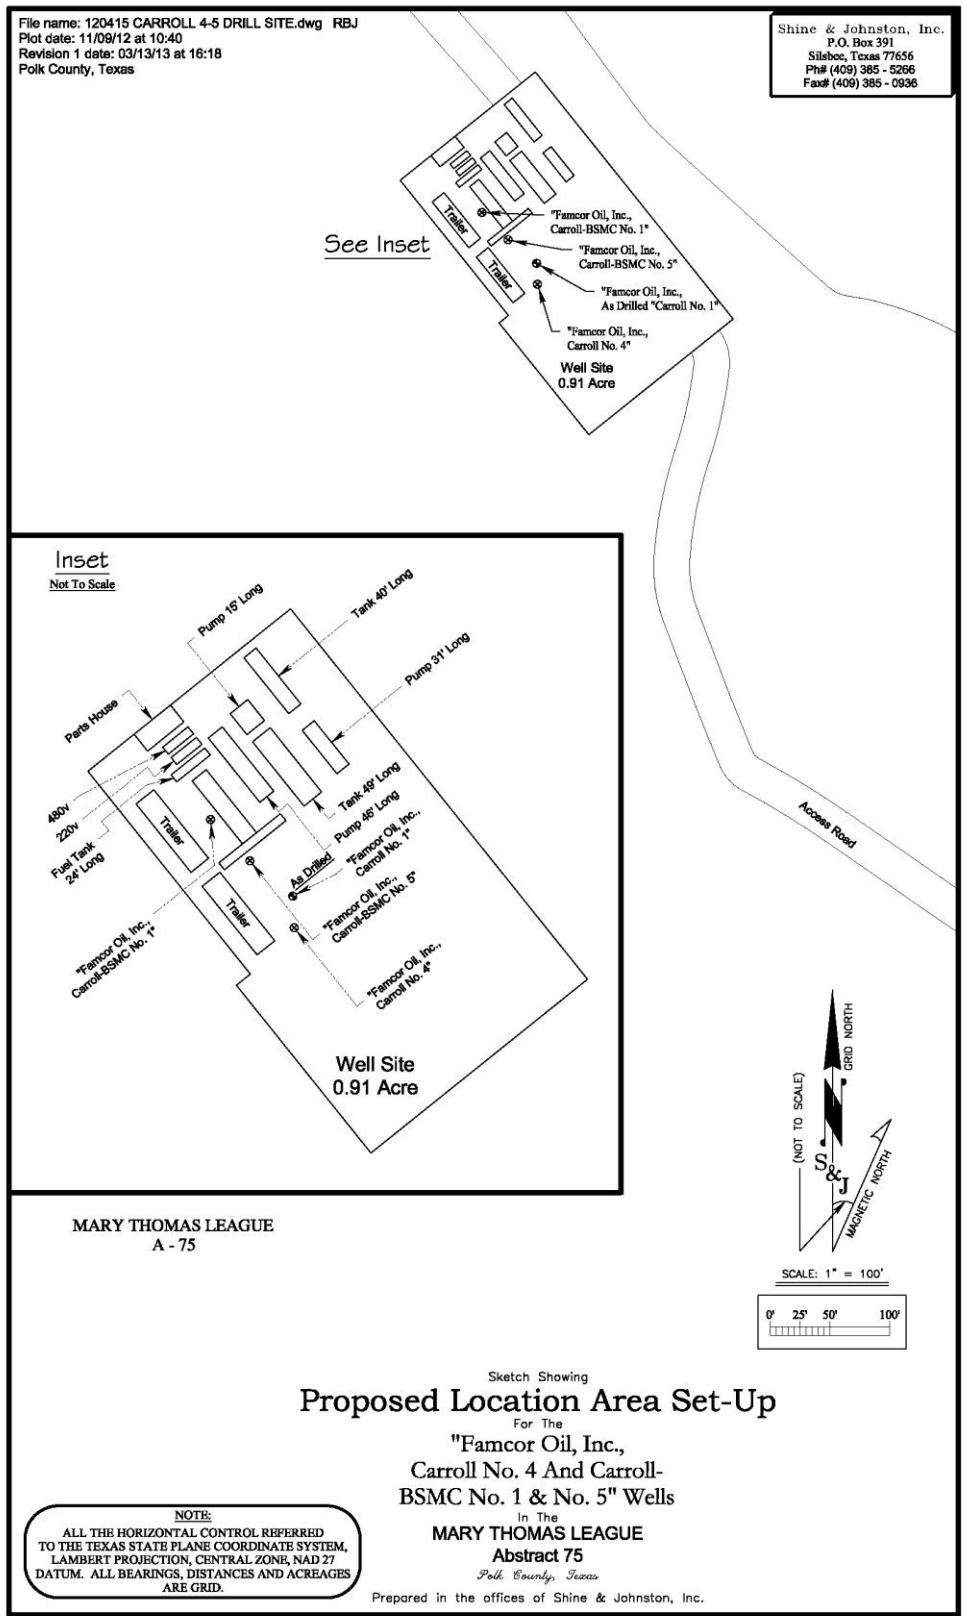 File name: 120415 CARROLL 4-5 DRILL SITE.dwg RBJ
Plot date: 11/09/12 at 10:40
Revision 1 date: 03/13/13 at 16:18
Polk County, Texas
Shine & Johnston, Inc.
P.O. Box 391
Silsbee, Texas 77656
Ph# (409) 385 - 5266
Fax# (409) 385 - 0936
See Inset
Trailer
Trailer
"Famcor Oil, Inc.,
Carroll-BSMC No. 1"
"Famcor Oil, Inc.,
Carroll-BSMC No. 5"
"Famcor Oil, Inc.,
As Drilled "Carroll No. 1"
"Famcor Oil, Inc.,
Carroll No. 4"
Well Site
0.91 Acre
Inset
Not To Scale
Pump 15' Long
Tank 40' Long
Pump 31' Long
Parts House
480v
220v
Fuel Tank
24' Long
Trailer
Trailer
Tank 49' Long
Pump 46' Long
As Drilled
"Famcor Oil, Inc.,
Carroll No. 1"
"Famcor Oil, Inc.,
Carroll-BSMC No. 5"
"Famcor Oil, Inc.,
Carroll-BSMC No. 1"
"Famcor Oil, Inc.,
Carroll No. 4"
Well Site
0.91 Acre
Access Road
MARY THOMAS LEAGUE
A - 75
(NOT TO SCALE)
GRID NORTH
N
S&J
MAGNETIC NORTH
SCALE: 1" = 100'
0' 25' 50' 100'
Sketch Showing
Proposed Location Area Set-Up
For The
"Famcor Oil, Inc.,
Carroll No. 4 And Carroll-
BSMC No. 1 & No. 5" Wells
In The
MARY THOMAS LEAGUE
Abstract 75
Polk County, Texas
Prepared in the offices of Shine & Johnston, Inc.
NOTE:
ALL THE HORIZONTAL CONTROL REFERRED
TO THE TEXAS STATE PLANE COORDINATE SYSTEM,
LAMBERT PROJECTION, CENTRAL ZONE, NAD 27
DATUM. ALL BEARINGS, DISTANCES AND ACREAGES
ARE GRID.